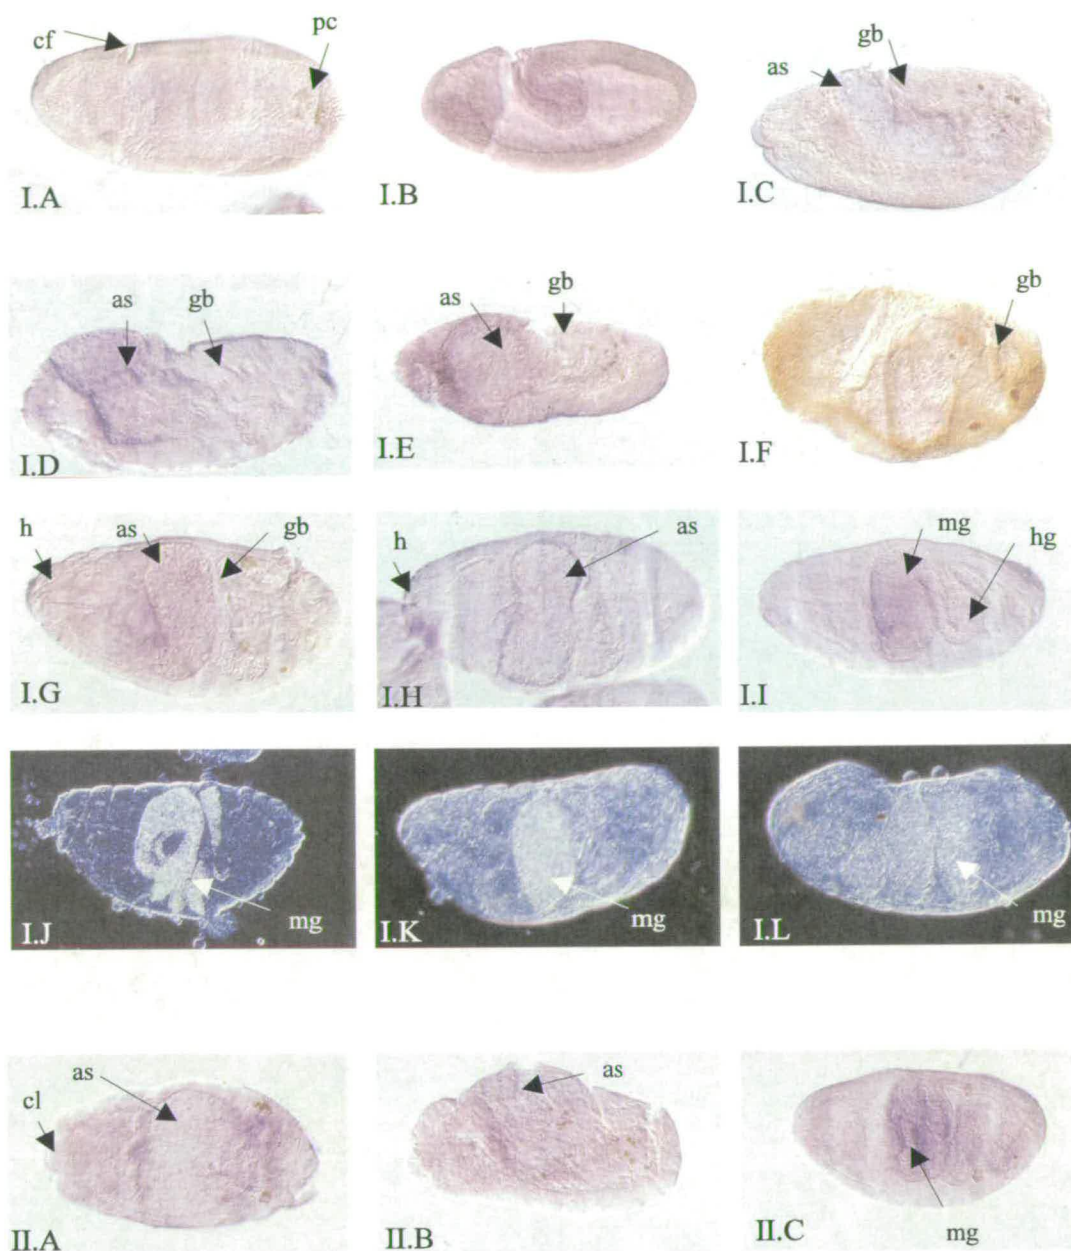 cf pc gb
as
I.A I.B I.C
as gb as gb gb
I.D I.E I.F
h as gb h as mg hg
I.G I.H I.I
mg mg mg
I.J I.K I.L
cl as as
II.A II.B II.C
mg